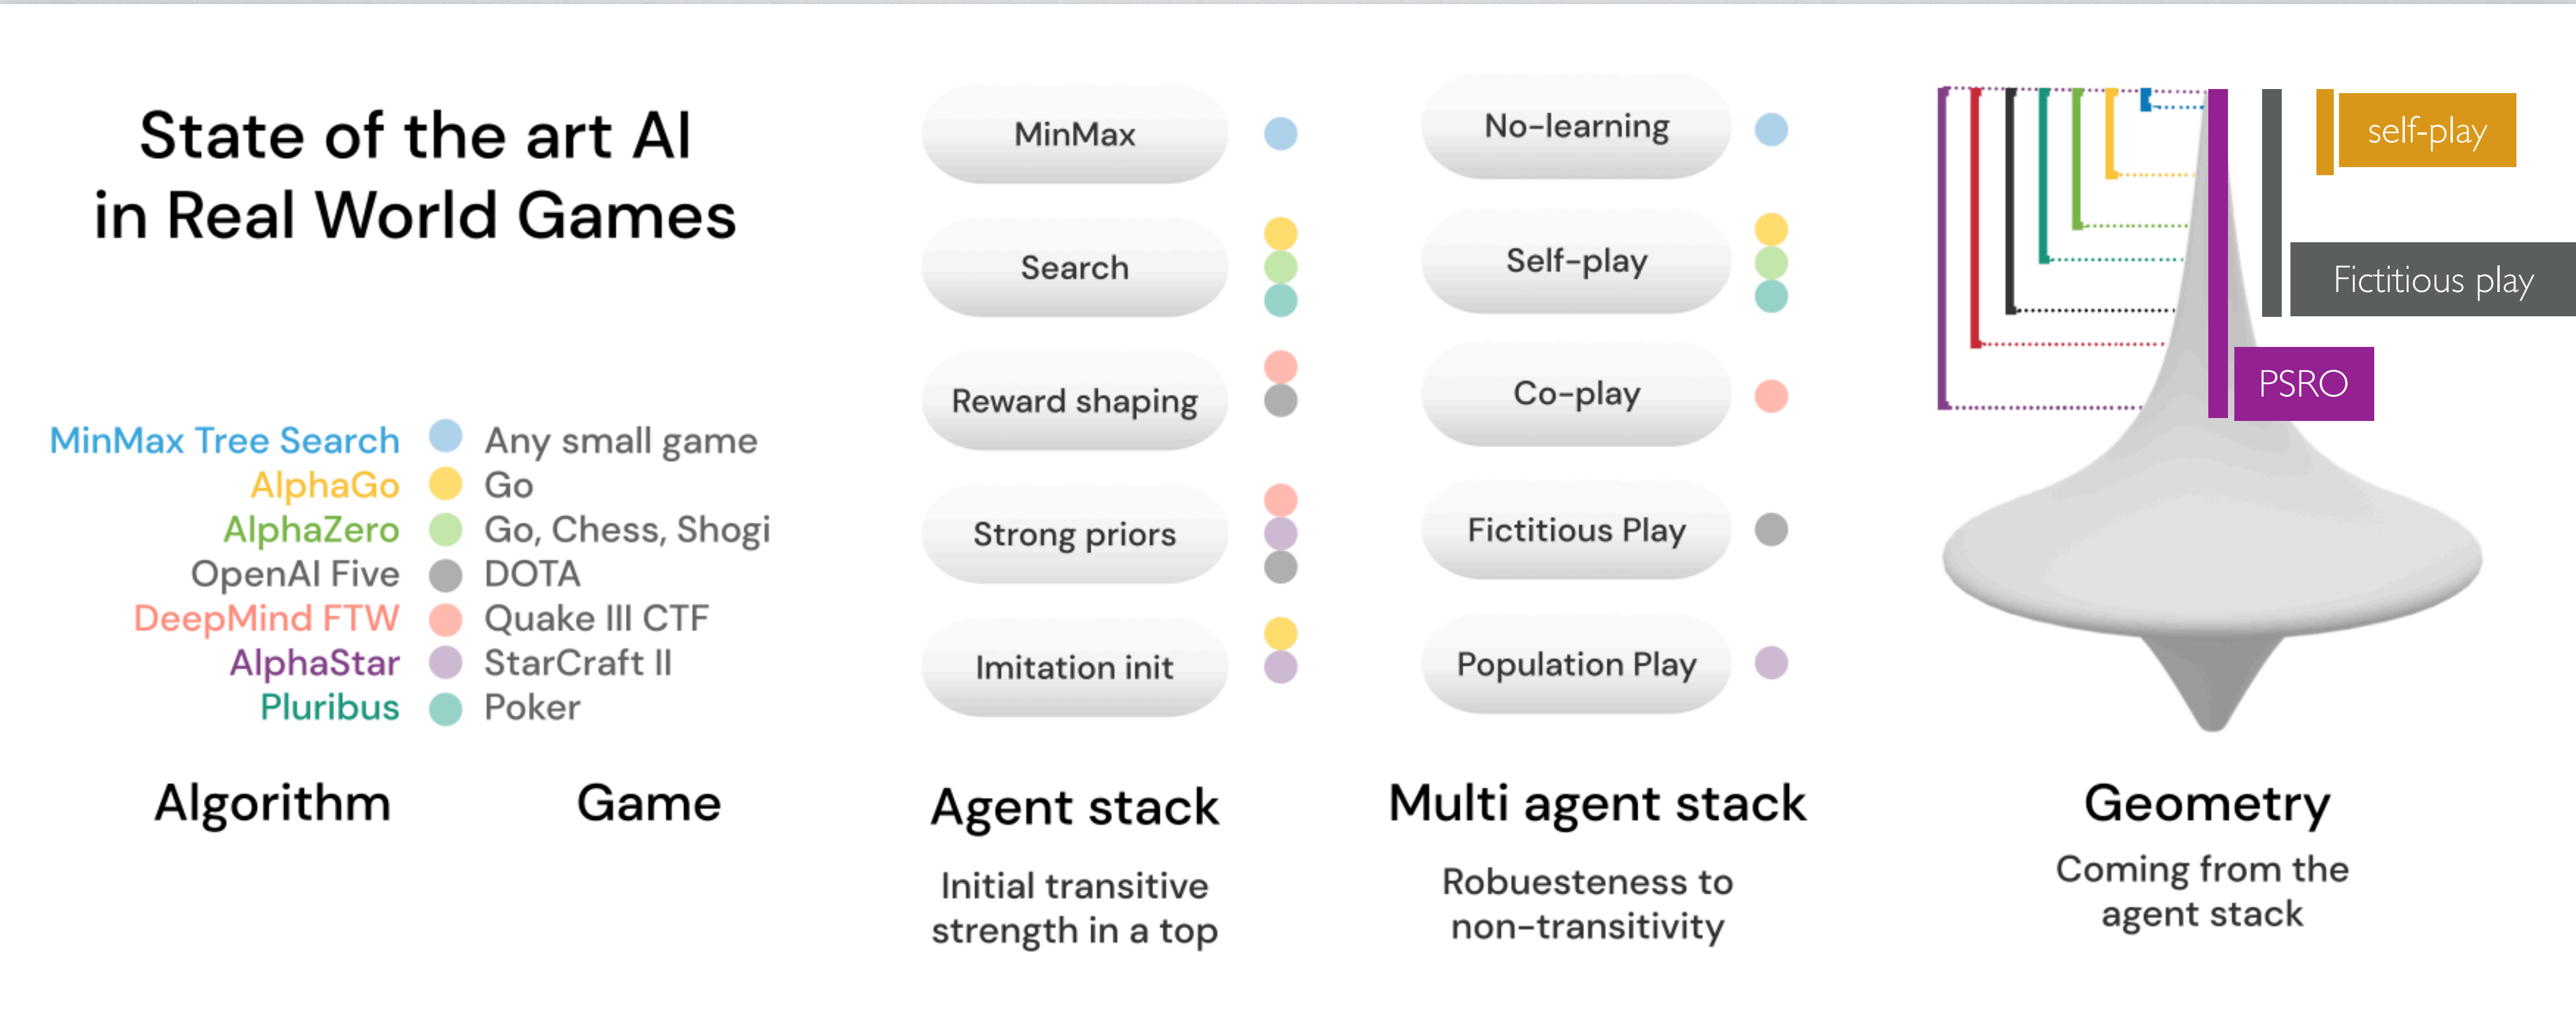 State of the art AI
in Real World Games
MinMax Tree Search Any small game
AlphaGo Go
AlphaZero Go, Chess, Shogi
OpenAI Five DOTA
DeepMind FTW Quake III CTF
AlphaStar StarCraft II
Pluribus Poker
Algorithm Game
MinMax
Search
Reward shaping
Strong priors
Imitation init
Agent stack
Initial transitive
strength in a top
No-learning
Self-play
Co-play
Fictitious Play
Population Play
Multi agent stack
Robuesteness to
non-transitivity
self-play
Fictitious play
PSRO
Geometry
Coming from the
agent stack